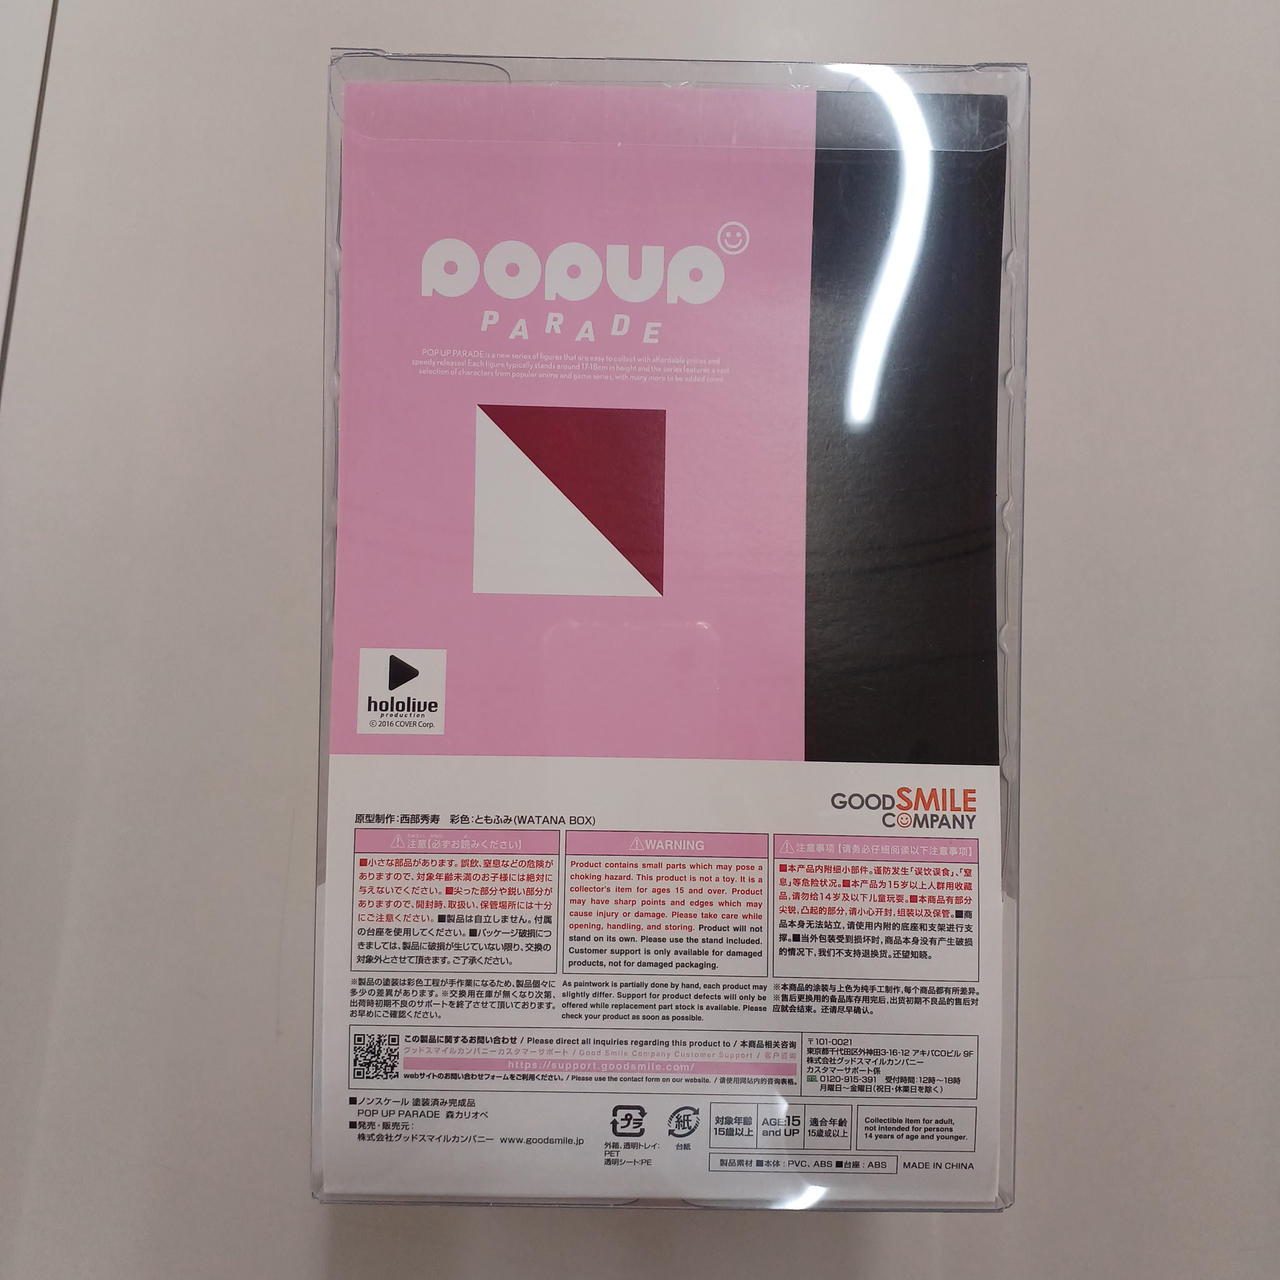 POPUP
PARADE
POP UP PARADE is a new series of figures that are easy to collect with affordable prices and
speedy releases! Each figure typically stands around 17-18cm in height and the series features a vast
selection of characters from popular anime and game series, with many more to be added soon!
hololive
production
© 2016 COVER Corp.
GOODSMILE
COMPANY
原型制作:西部秀寿 彩色:ともふみ(WATANA BOX)
⚠注意【必ずお読みください】
■小さな部品があります。誤飲、窒息などの危険が
ありますので、対象年齢未満のお子様には絶対に
与えないでください。■尖った部分や鋭い部分が
ありますので、開封時、取扱い、保管場所には十分
にご注意ください。■製品は自立しません。付属
の台座を使用してください。■パッケージ破損につ
きましては、製品に破損が生じていない限り、交換の
対象外とさせて頂きます。ご了承ください。
⚠WARNING
Product contains small parts which may pose a
choking hazard. This product is not a toy. It is a
collector's item for ages 15 and over. Product
may have sharp points and edges which may
cause injury or damage. Please take care while
opening, handling, and storing. Product will not
stand on its own. Please use the stand included.
Customer support is only available for damaged
products, not for damaged packaging.
⚠注意事项【请务必仔细阅读以下注意事项】
■本产品内附细小部件。谨防发生「误饮误食」、「窒
息」等危险状况。■本产品为15岁以上人群用收藏
品,请勿给14岁及以下儿童玩耍。■本商品有部分
尖锐、凸起的部分,请小心开封,组装以及保管。■商
品本身无法站立,请使用内附的底座和支架进行支
撑。■当外包装受到损坏时,商品本身没有产生破损
的情况下,我们不支持退换货。还望知晓。
※製品の塗装は彩色工程が手作業になるため、製品個々に
多少の差異があります。※交換用在庫が無くなり次第、
出荷時初期不良のサポートを終了させて頂いております。
お早めにご確認ください。
As paintwork is partially done by hand, each product may
slightly differ. Support for product defects will only be
offered while replacement part stock is available. Please
check your product as soon as possible.
※本商品的涂装与上色为纯手工制作,每个商品都有所差异。
※售后更换用的备品库存用完后,出货初期不良品的售后对
应就会结束。还请尽早确认。
この製品に関するお問い合わせ / Please direct all inquiries regarding this product to / 本商品相关咨询
グッドスマイルカンパニーカスタマーサポート / Good Smile Company Customer Support / 客户咨询
https://support.goodsmile.com/
webサイトのお問い合わせフォームをご利用ください。/ Please use the contact form on our website. / 请使用网站内的咨询表格。
〒101-0021
東京都千代田区外神田3-16-12 アキバCOビル 9F
株式会社グッドスマイルカンパニー
カスタマーサポート係
0120-915-391 受付時間:12時~18時
月曜日~金曜日(祝日・休業日を除く)
■ノンスケール 塗装済み完成品
POP UP PARADE 森カリオペ
■発売・販売元:
株式会社グッドスマイルカンパニー www.goodsmile.jp
プラ
外箱、透明トレイ:
PET
透明シート:PE
紙
台紙
対象年齢
15歳以上
AGE:15
and UP
適合年齢
15歳或以上
Collectible item for adult,
not intended for persons
14 years of age and younger.
製品素材 ■本体:PVC、ABS ■台座:ABS
MADE IN CHINA